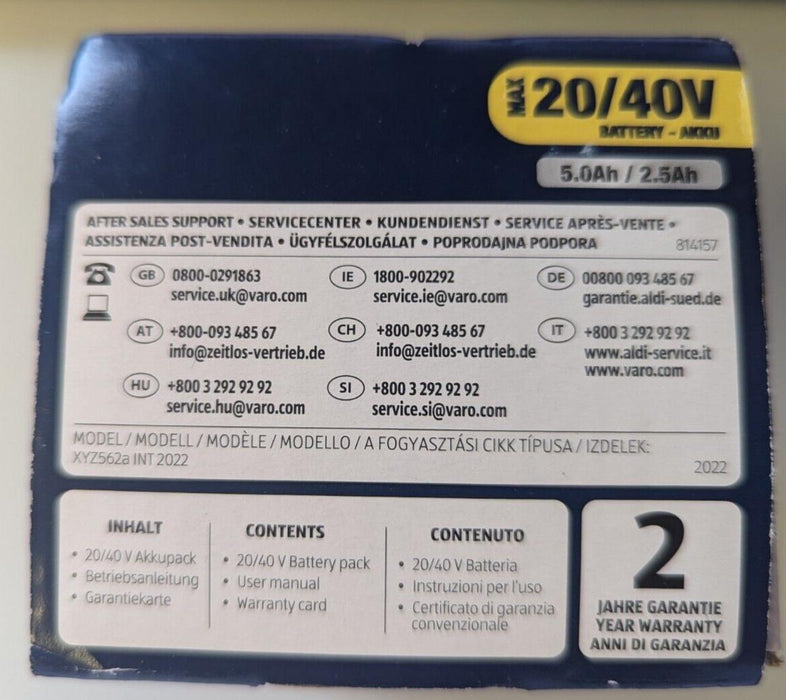 MAX 20/40V
BATTERY - AKKU
5.0Ah / 2.5Ah
AFTER SALES SUPPORT • SERVICECENTER • KUNDENDIENST • SERVICE APRÈS-VENTE •
ASSISTENZA POST-VENDITA • ÜGYFÉLSZOLGÁLAT • POPRODAJNA PODPORA 814157
GB 0800-0291863
service.uk@varo.com
IE 1800-902292
service.ie@varo.com
DE 00800 093 485 67
garantie.aldi-sued.de
AT +800-093 485 67
info@zeitlos-vertrieb.de
CH +800-093 485 67
info@zeitlos-vertrieb.de
IT +800 3 292 92 92
www.aldi-service.it
www.varo.com
HU +800 3 292 92 92
service.hu@varo.com
SI +800 3 292 92 92
service.si@varo.com
MODEL / MODELL / MODÈLE / MODELLO / A FOGYASZTÁSI CIKK TÍPUSA / IZDELEK:
XYZ562a INT 2022 2022
INHALT
• 20/40 V Akkupack
• Betriebsanleitung
• Garantiekarte
CONTENTS
• 20/40 V Battery pack
• User manual
• Warranty card
CONTENUTO
• 20/40 V Batteria
• Instruzioni per l'uso
• Certificato di garanzia
convenzionale
2
JAHRE GARANTIE
YEAR WARRANTY
ANNI DI GARANZIA